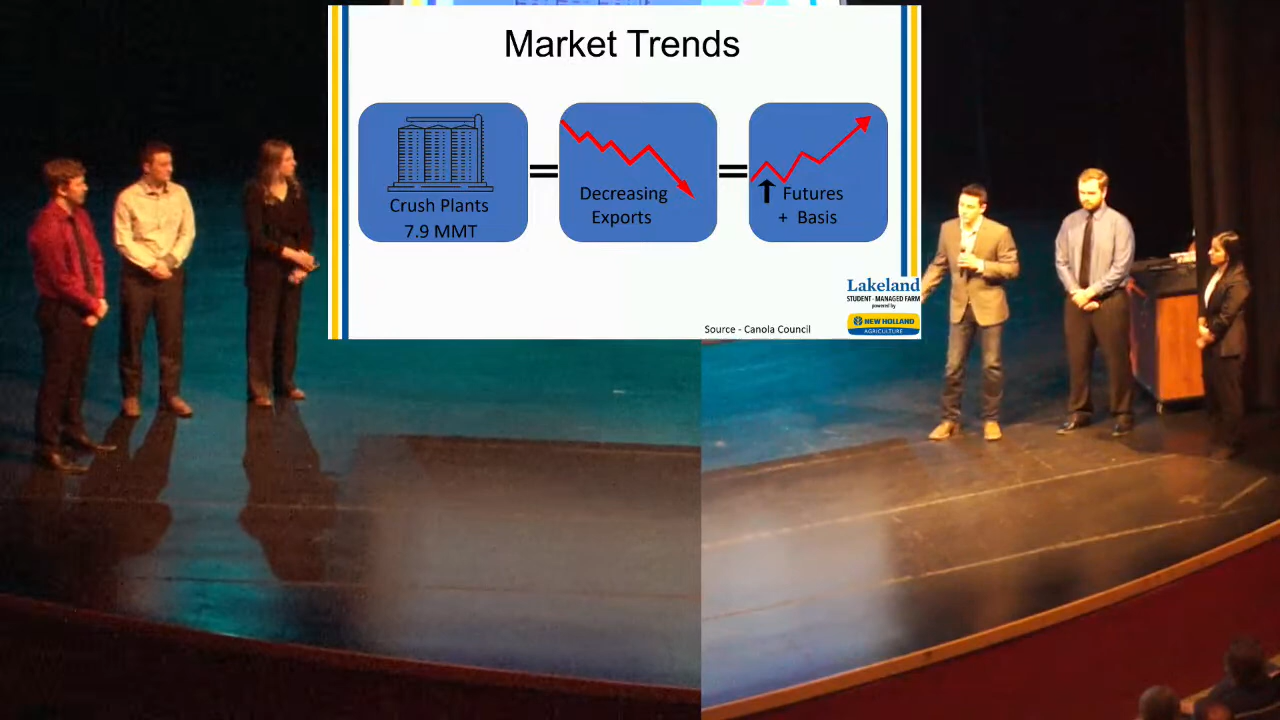 Market Trends
Crush Plants
7.9 MMT
=
Decreasing
Exports
=
Futures
+ Basis
Lakeland
STUDENT-MANAGED FARM
powered by
NEW HOLLAND
AGRICULTURE
Source - Canola Council